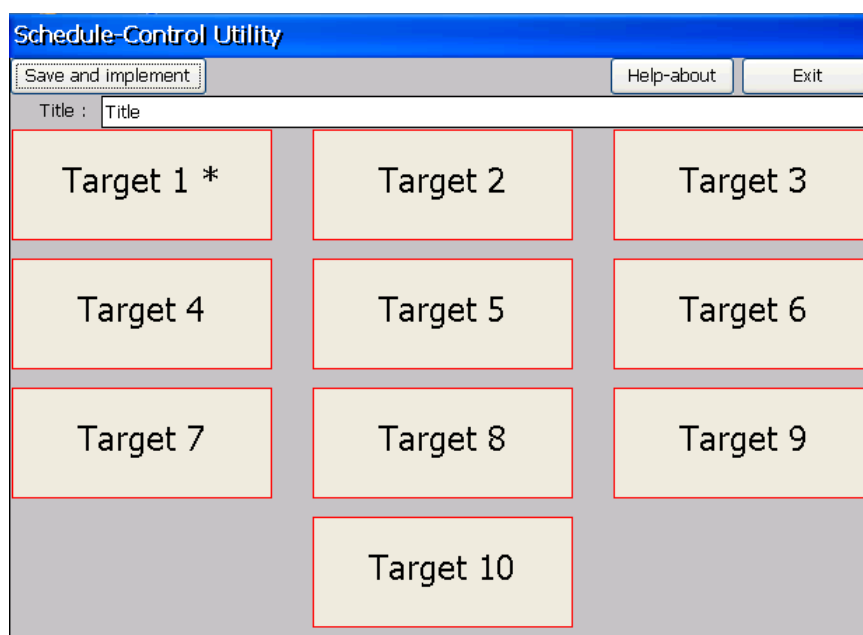 Schedule-Control Utility
Save and implement Help-about Exit
Title : Title
Target 1 * Target 2 Target 3
Target 4 Target 5 Target 6
Target 7 Target 8 Target 9
Target 10